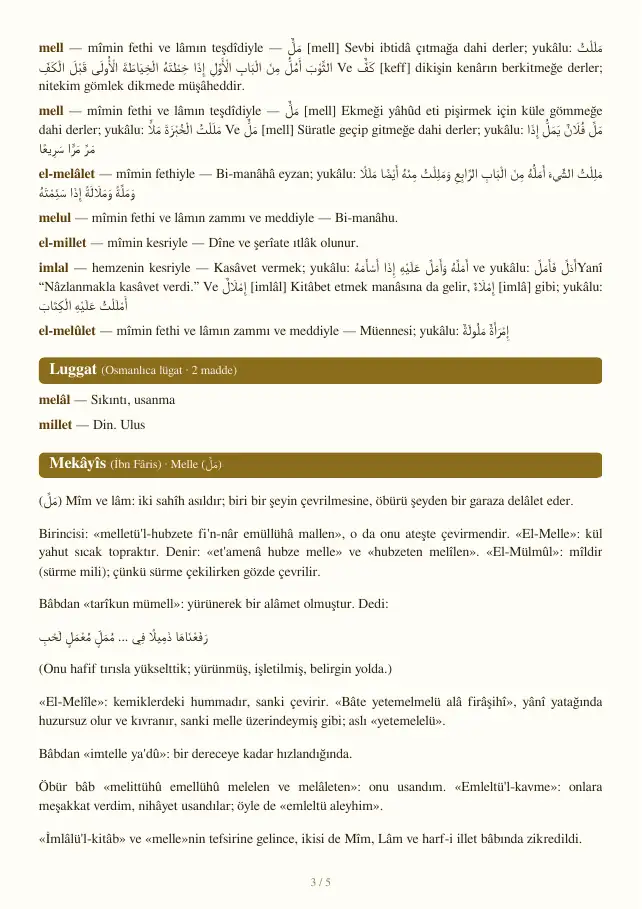 mell — mîmin fethi ve lâmın teşdîdiyle — مَلٌّ [mell] Sevbi ibtidâ çıtmağa dahi derler; yukâlu: مَلَلْتُ
الثَّوْبَ أَمُلُّ مِنَ الْبَابِ الْأَوَّلِ إِذَا خِطْتَهُ الْخِيَاطَةَ الْأُولَى قَبْلَ الْكَفِّ Ve كَفٌّ [keff] dikişin kenârın berkitmeğe derler;
nitekim gömlek dikmede müşâheddir.
mell — mîmin fethi ve lâmın teşdîdiyle — مَلٌّ [mell] Ekmeği yâhûd eti pişirmek için küle gömmeğe
dahi derler; yukâlu: مَلَلْتُ الْخُبْزَةَ مَلًّا Ve مَلٌّ [mell] Süratle geçip gitmeğe dahi derler; yukâlu: مَلَّ فُلَانٌ يَمَلُّ إِذَا
مَرَّ مَرًّا سَرِيعًا
el-melâlet — mîmin fethiyle — Bi-manâhâ eyzan; yukâlu: مَلِلْتُ الشَّيْءَ أَمَلُّهُ مِنَ الْبَابِ الرَّابِعِ وَمَلِلْتُ مِنْهُ أَيْضًا مَلَلًا
وَمَلَّةً وَمَلَالَةً إِذَا سَئِمْتَهُ
melul — mîmin fethi ve lâmın zammı ve meddiyle — Bi-manâhu.
el-millet — mîmin kesriyle — Dîne ve şerîate ıtlâk olunur.
imlal — hemzenin kesriyle — Kasâvet vermek; yukâlu: أَمَلَّهُ وَأَمَلَّ عَلَيْهِ إِذَا أَسْأَمَهُ ve yukâlu: أَدَلَّ فَأَمَلَّYanî
“Nâzlanmakla kasâvet verdi.” Ve إِمْلَالٌ [imlâl] Kitâbet etmek manâsına da gelir, إِمْلَاءٌ [imlâ] gibi; yukâlu:
أَمْلَلْتُ عَلَيْهِ الْكِتَابَ
el-melûlet — mîmin fethi ve lâmın zammı ve meddiyle — Müennesi; yukâlu: إِمْرَأَةٌ مَلُولَةٌ
Luggat (Osmanlıca lügat · 2 madde)
melâl — Sıkıntı, usanma
millet — Din. Ulus
Mekâyîs (İbn Fâris) · Melle (مَلَّ)
(مَلَّ) Mîm ve lâm: iki sahîh asıldır; biri bir şeyin çevrilmesine, öbürü şeyden bir garaza delâlet eder.
Birincisi: «melletü'l-hubzete fi'n-nâr emüllühâ mallen», o da onu ateşte çevirmendir. «El-Melle»: kül
yahut sıcak topraktır. Denir: «et'amenâ hubze melle» ve «hubzeten melîlen». «El-Mülmûl»: mîldir
(sürme mili); çünkü sürme çekilirken gözde çevrilir.
Bâbdan «tarîkun mümell»: yürünerek bir alâmet olmuştur. Dedi:
رَفَعْنَاهَا ذَمِيلًا فِي ... مُمَلٍّ مُعْمَلٍ لَحْبِ
(Onu hafif tırısla yükselttik; yürünmüş, işletilmiş, belirgin yolda.)
«El-Melîle»: kemiklerdeki hummadır, sanki çevirir. «Bâte yetemelmelü alâ firâşihî», yânî yatağında
huzursuz olur ve kıvranır, sanki melle üzerindeymiş gibi; aslı «yetemelelü».
Bâbdan «imtelle ya'dû»: bir dereceye kadar hızlandığında.
Öbür bâb «melittühû emellühû melelen ve melâleten»: onu usandım. «Emleltü'l-kavme»: onlara
meşakkat verdim, nihâyet usandılar; öyle de «emleltü aleyhim».
«İmlâlü'l-kitâb» ve «melle»nin tefsirine gelince, ikisi de Mîm, Lâm ve harf-i illet bâbında zikredildi.
3 / 5